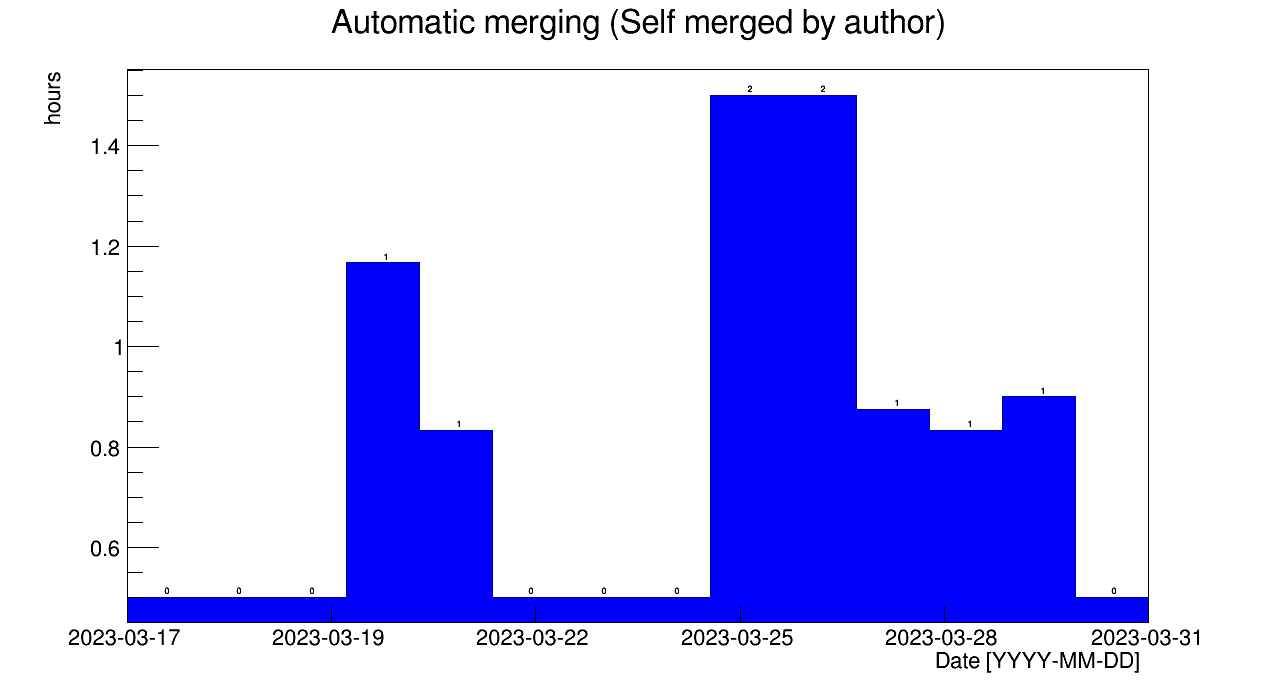 Automatic merging (Self merged by author)
hours
1.4
1.2
1
0.8
0.6
0 0 0 1 1 0 0 0 2 2 1 1 1 0
2023-03-17 2023-03-19 2023-03-22 2023-03-25 2023-03-28 2023-03-31
Date [YYYY-MM-DD]